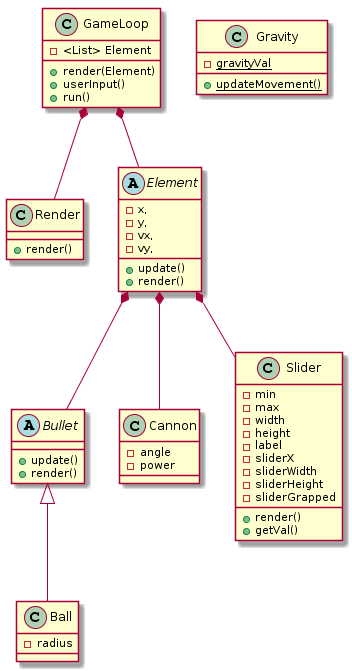 C GameLoop
<List> Element
render(Element)
userInput()
run()
C Gravity
gravityVal
updateMovement()
C Render
render()
A Element
x,
y,
vx,
vy,
update()
render()
A Bullet
update()
render()
C Cannon
angle
power
C Slider
min
max
width
height
label
sliderX
sliderWidth
sliderHeight
sliderGrapped
render()
getVal()
C Ball
radius